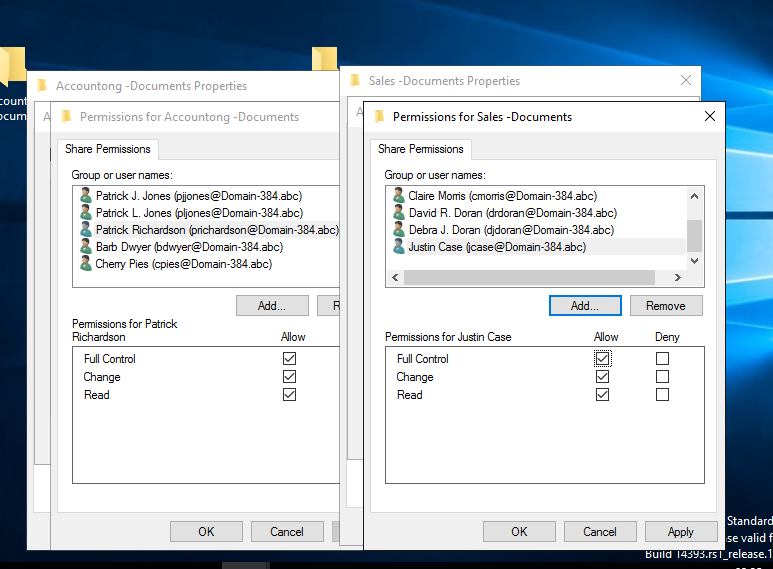 count
ocum
Accountong -Documents Properties
A
Permissions for Accountong -Documents
Share Permissions
Group or user names:
Patrick J. Jones (pjjones@Domain-384.abc)
Patrick L. Jones (pljones@Domain-384.abc)
Patrick Richardson (prichardson@Domain-384.abc)
Barb Dwyer (bdwyer@Domain-384.abc)
Cherry Pies (cpies@Domain-384.abc)
Add...
R
Permissions for Patrick
Richardson
Allow
Full Control
Change
Read
OK
Cancel
Sales -Documents Properties
Permissions for Sales -Documents
Share Permissions
Group or user names:
Claire Morris (cmorris@Domain-384.abc)
David R. Doran (drdoran@Domain-384.abc)
Debra J. Doran (djdoran@Domain-384.abc)
Justin Case (jcase@Domain-384.abc)
Add...
Remove
Permissions for Justin Case
Allow
Deny
Full Control
Change
Read
OK
Cancel
Apply
Standard
se valid f
Build 14393.rs1_release.1